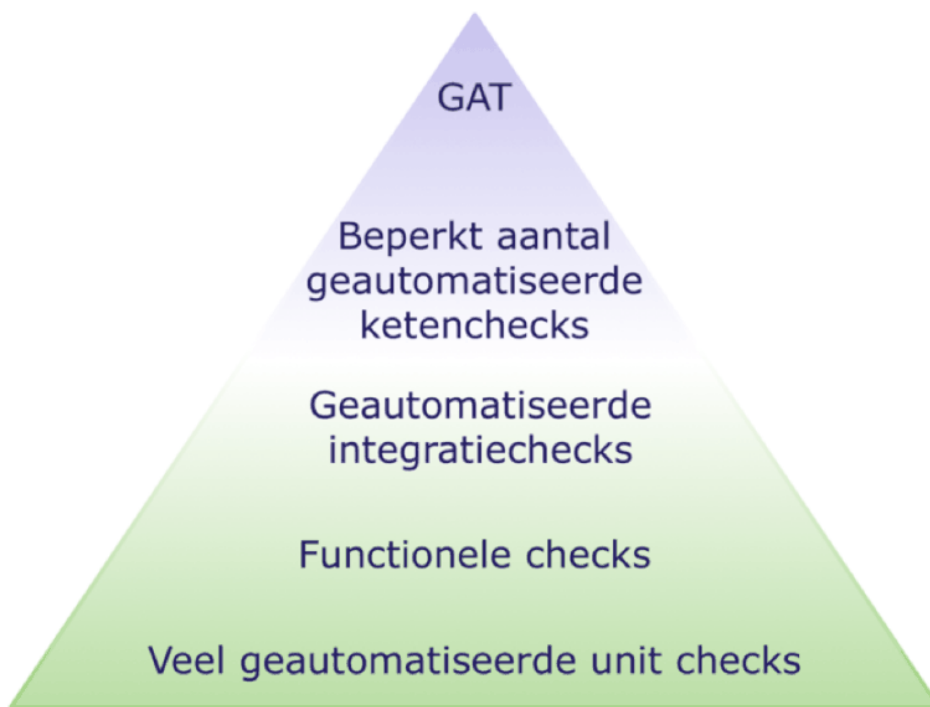 GAT
Beperkt aantal
geautomatiseerde
ketenchecks
Geautomatiseerde
integratiechecks
Functionele checks
Veel geautomatiseerde unit checks